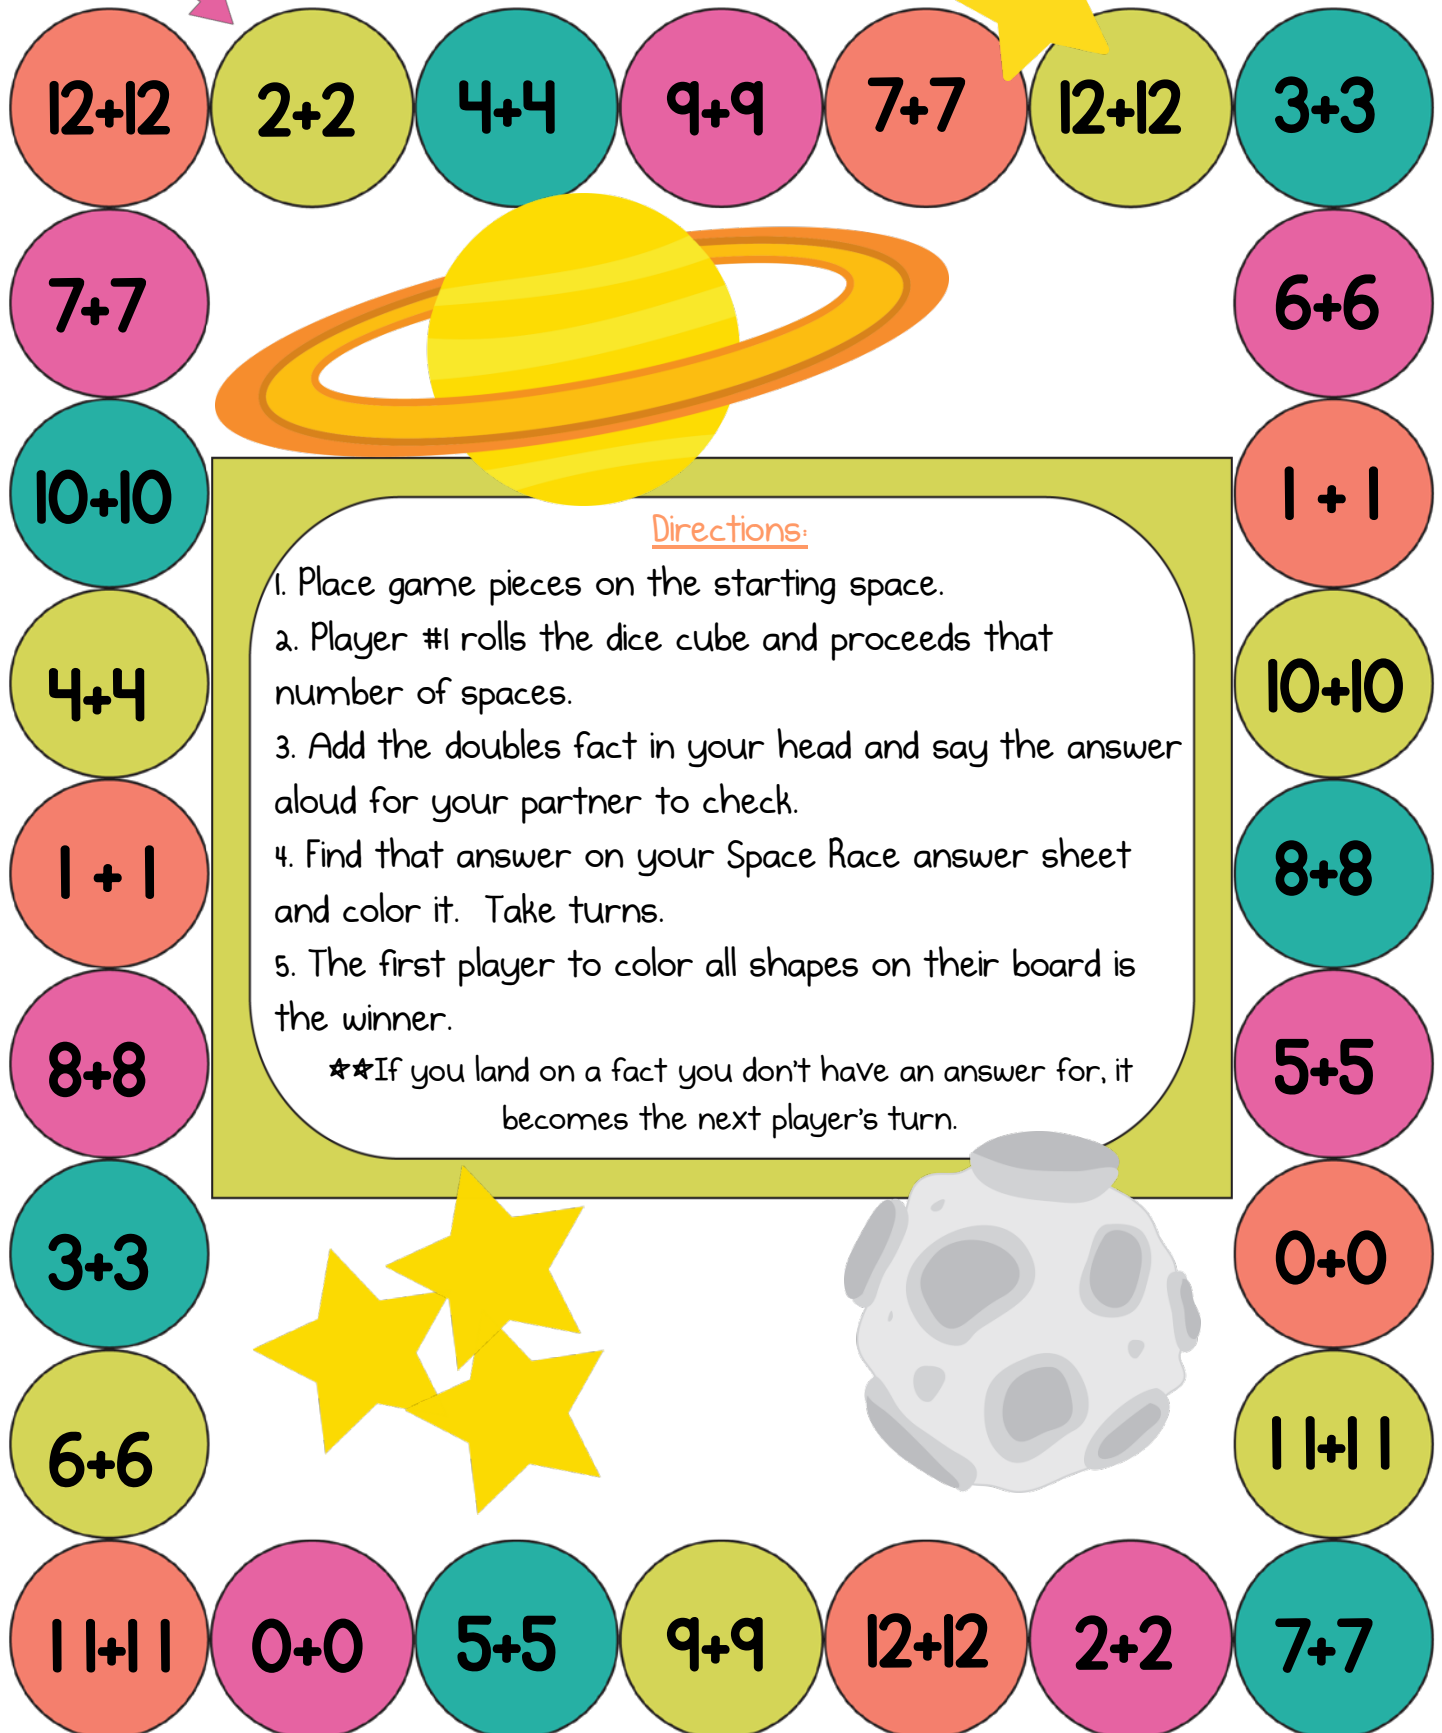 12+12 2+2 4+4 9+9 7+7 12+12 3+3
7+7 6+6
10+10 1 + 1
Directions:
1. Place game pieces on the starting space.
2. Player #1 rolls the dice cube and proceeds that
number of spaces.
4+4 10+10
3. Add the doubles fact in your head and say the answer
aloud for your partner to check.
4. Find that answer on your Space Race answer sheet
1 + 1 8+8
and color it. Take turns.
5. The first player to color all shapes on their board is
the winner.
8+8 5+5
**If you land on a fact you don't have an answer for, it
becomes the next player's turn.
3+3 0+0
6+6 11+11
11+11 0+0 5+5 9+9 12+12 2+2 7+7